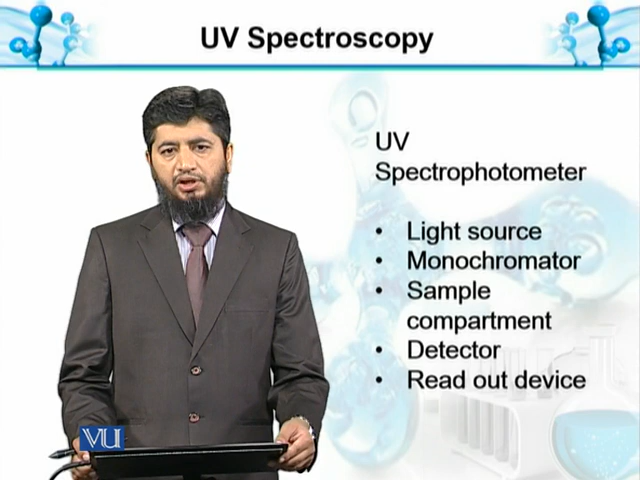 UV Spectroscopy
UV
Spectrophotometer
• Light source
• Monochromator
• Sample
compartment
• Detector
• Read out device
VU